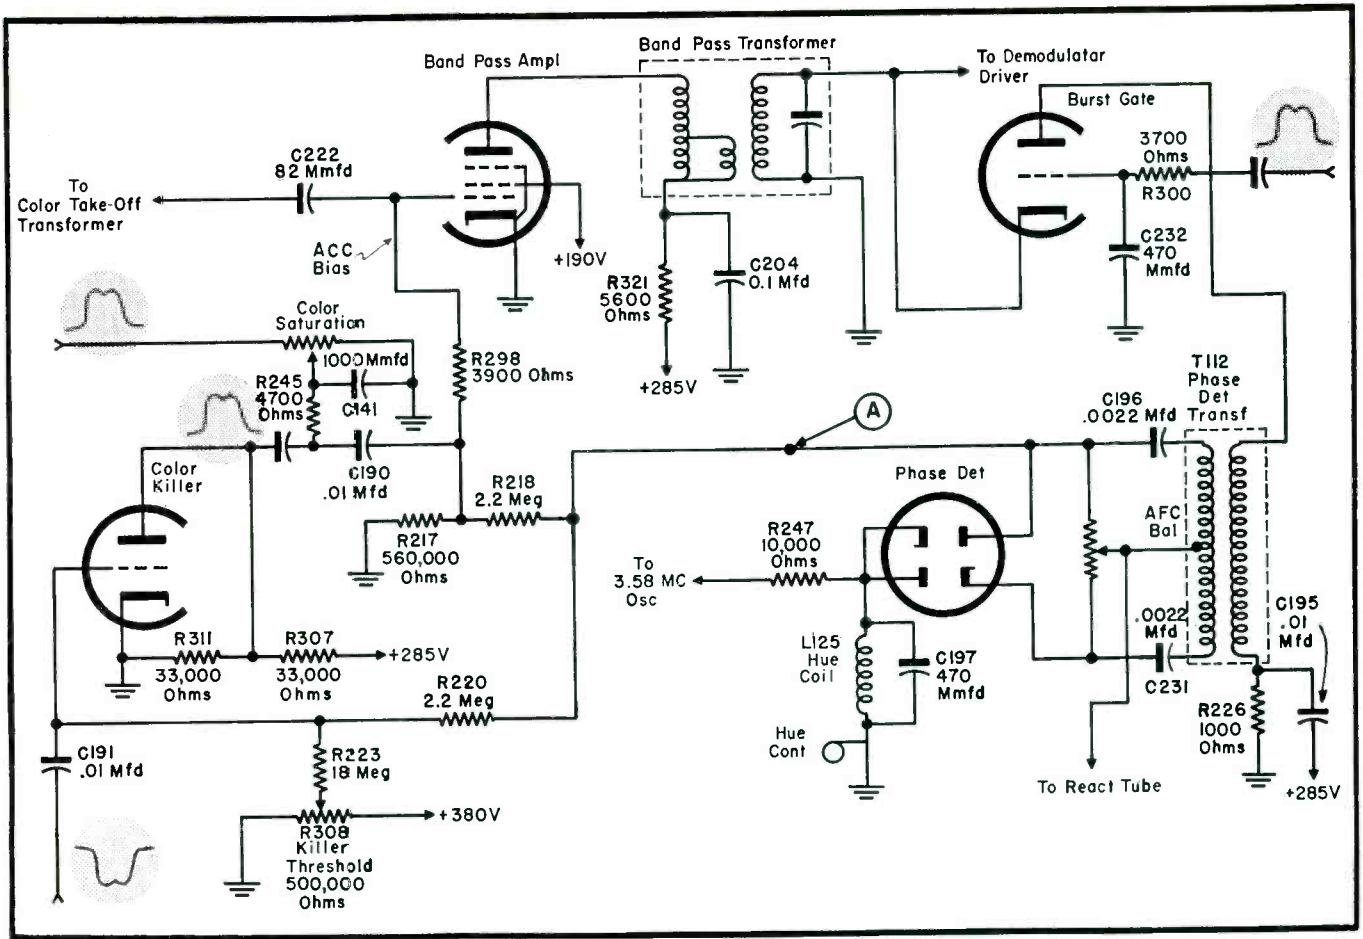 Band Pass Ampl
Band Pass Transformer
To Demodulatar
Driver
Burst Gate
3700
Ohms
R300
C222
82 Mmfd
To
Color Take-Off
Transformer
ACC
Bias
+190V
R321
5600
Ohms
C204
0.1 Mfd
+285V
C232
470
Mmfd
Color
Saturation
1000 Mmfd
R245
4700
Ohms
C141
R298
3900 Ohms
A
C196
.0022 Mfd
T112
Phase
Det
Transf
Color
Killer
C190
.01 Mfd
R218
2.2 Meg
R217
560,000
Ohms
Phase Det
R247
10,000
Ohms
To
3.58 MC
Osc
AFC
Bal
.0022
Mfd
C231
C195
.01
Mfd
R311
33,000
Ohms
R307
33,000
Ohms
+285V
R220
2.2 Meg
L125
Hue
Coil
C197
470
Mmfd
Hue
Cont
R226
1000
Ohms
+285V
To React Tube
C191
.01 Mfd
R223
18 Meg
+380V
R308
Killer
Threshold
500,000
Ohms